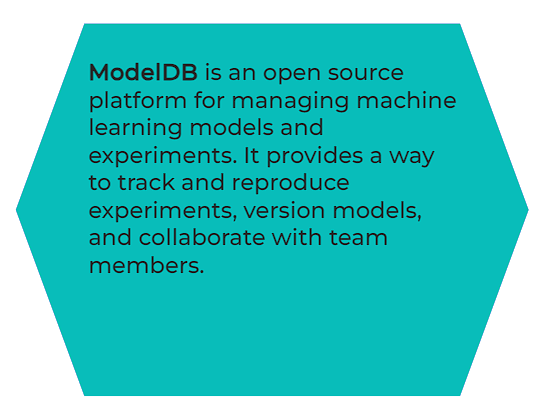 ModelDB is an open source
platform for managing machine
learning models and
experiments. It provides a way
to track and reproduce
experiments, version models,
and collaborate with team
members.